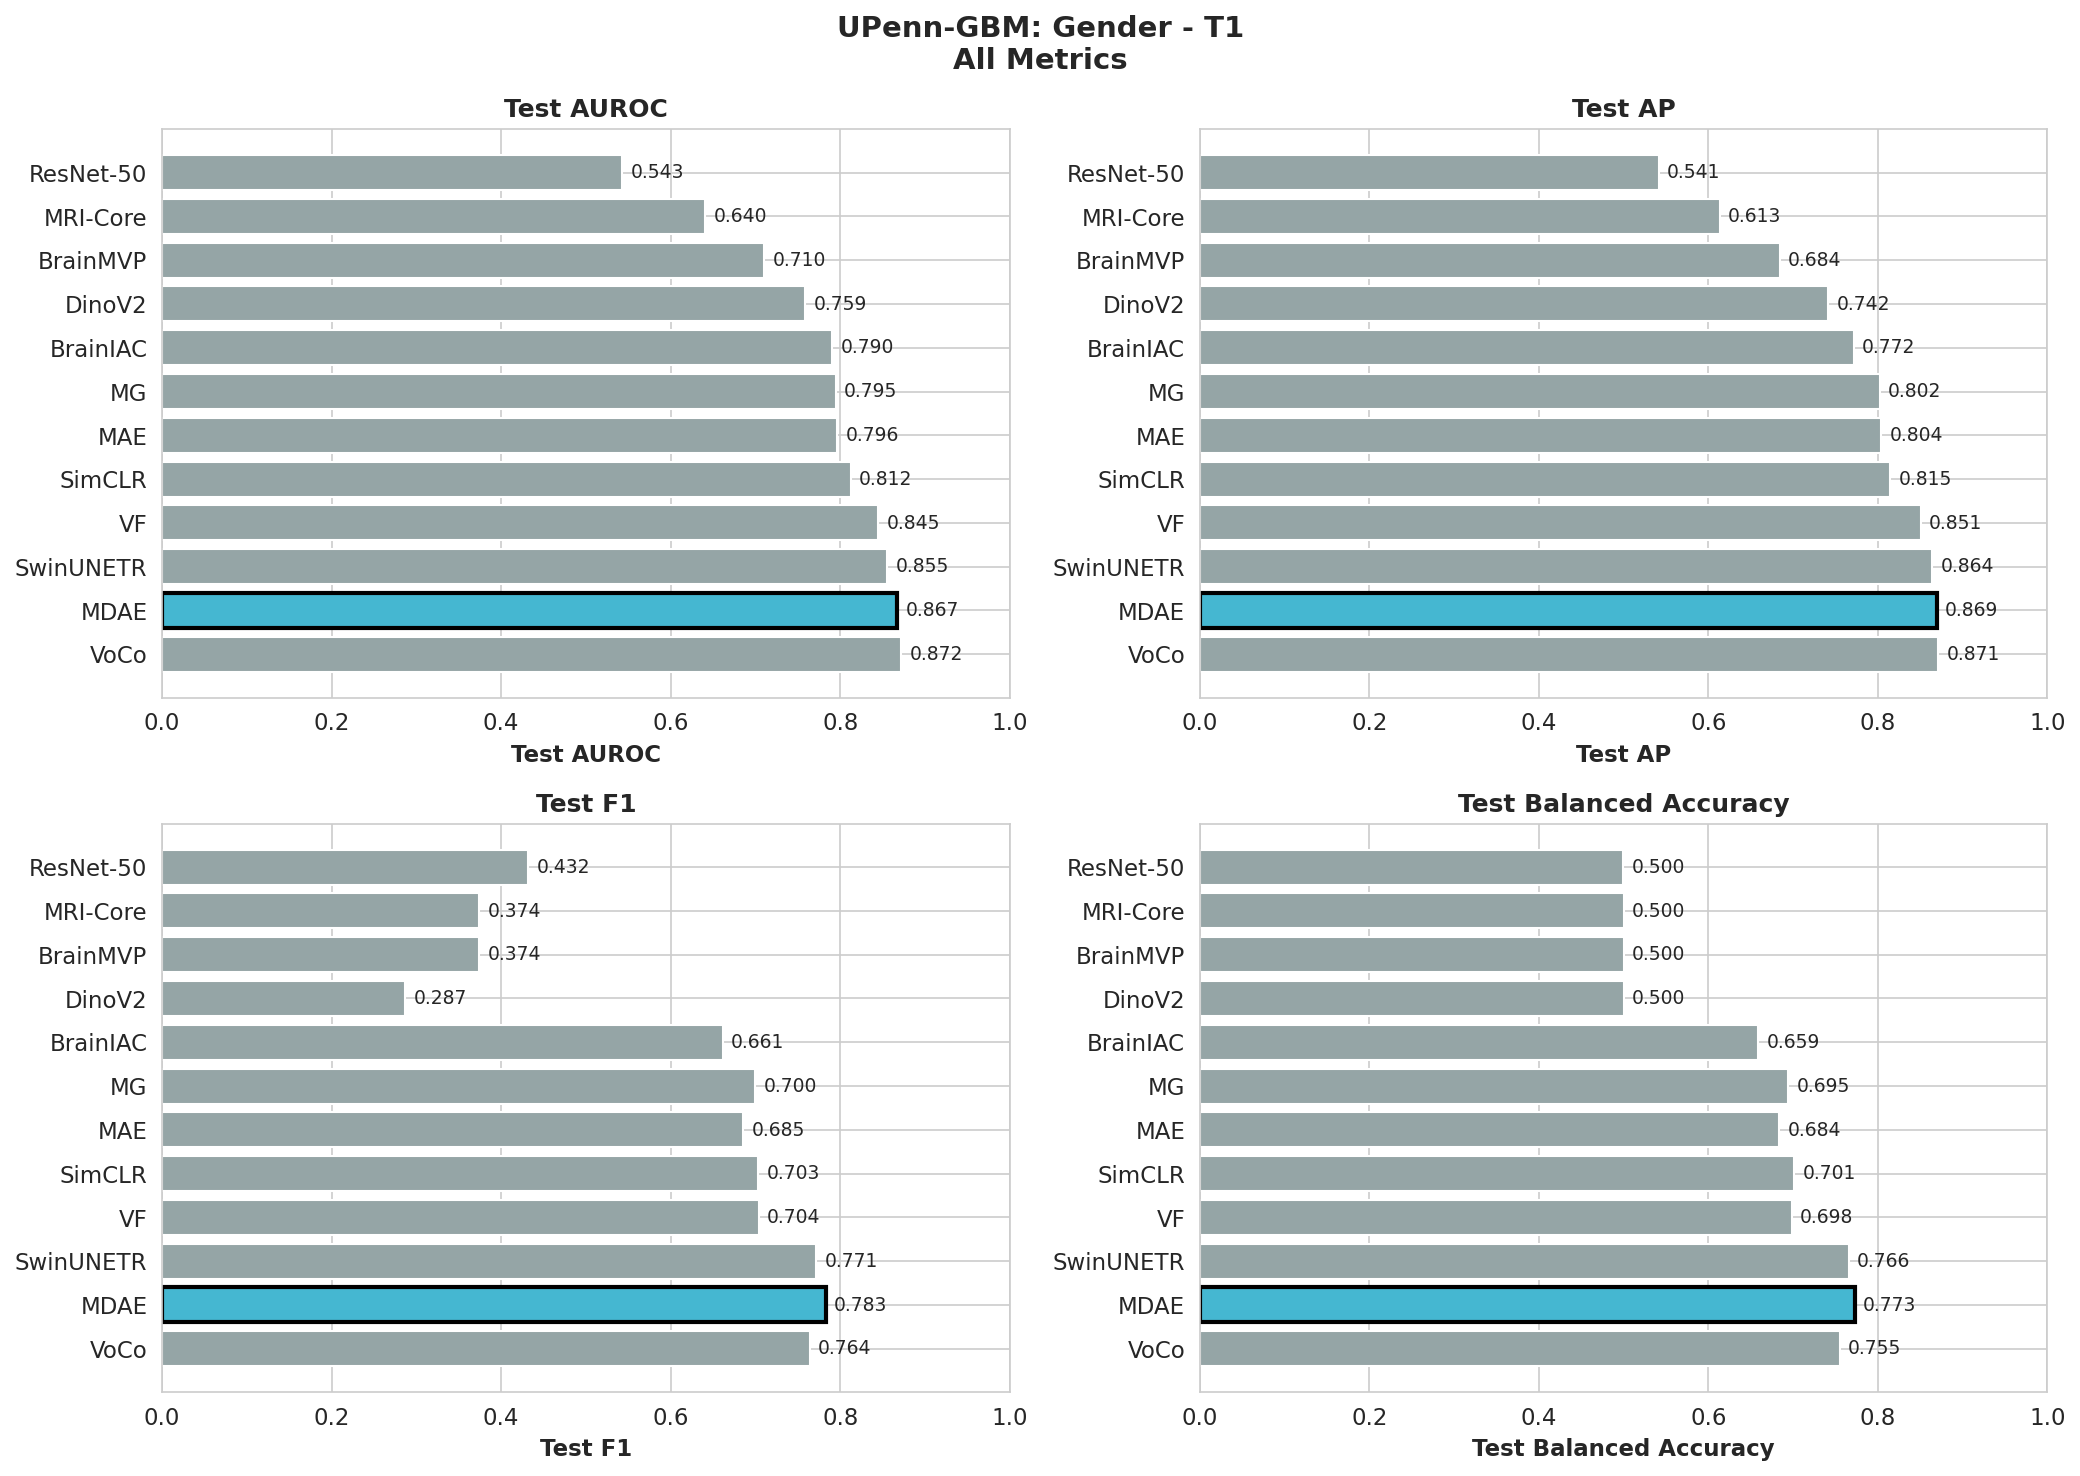 UPenn-GBM: Gender - T1
All Metrics
Test AUROC
ResNet-50 0.543
MRI-Core 0.640
BrainMVP 0.710
DinoV2 0.759
BrainIAC 0.790
MG 0.795
MAE 0.796
SimCLR 0.812
VF 0.845
SwinUNETR 0.855
MDAE 0.867
VoCo 0.872
0.0 0.2 0.4 0.6 0.8 1.0
Test AUROC
Test AP
ResNet-50 0.541
MRI-Core 0.613
BrainMVP 0.684
DinoV2 0.742
BrainIAC 0.772
MG 0.802
MAE 0.804
SimCLR 0.815
VF 0.851
SwinUNETR 0.864
MDAE 0.869
VoCo 0.871
0.0 0.2 0.4 0.6 0.8 1.0
Test AP
Test F1
ResNet-50 0.432
MRI-Core 0.374
BrainMVP 0.374
DinoV2 0.287
BrainIAC 0.661
MG 0.700
MAE 0.685
SimCLR 0.703
VF 0.704
SwinUNETR 0.771
MDAE 0.783
VoCo 0.764
0.0 0.2 0.4 0.6 0.8 1.0
Test F1
Test Balanced Accuracy
ResNet-50 0.500
MRI-Core 0.500
BrainMVP 0.500
DinoV2 0.500
BrainIAC 0.659
MG 0.695
MAE 0.684
SimCLR 0.701
VF 0.698
SwinUNETR 0.766
MDAE 0.773
VoCo 0.755
0.0 0.2 0.4 0.6 0.8 1.0
Test Balanced Accuracy